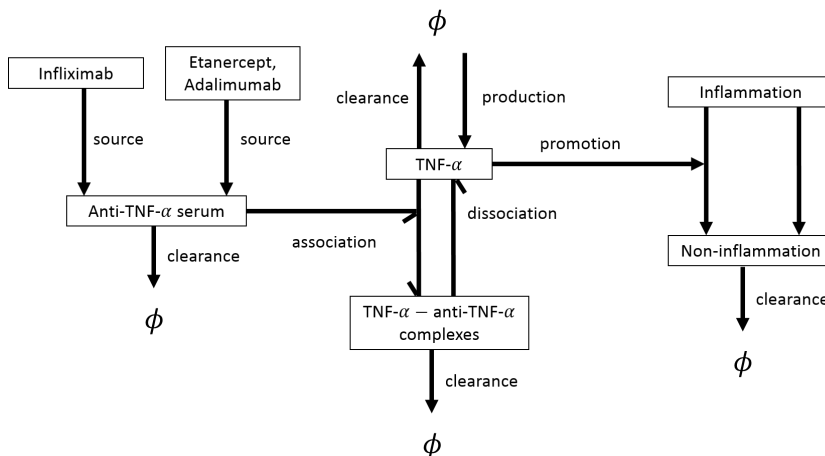 ϕ
Infliximab
Etanercept,
Adalimumab
clearance
production
Inflammation
source
source
TNF-α
promotion
Anti-TNF-α serum
association
dissociation
clearance
Non-inflammation
ϕ
TNF-α − anti-TNF-α
complexes
clearance
ϕ
clearance
ϕ